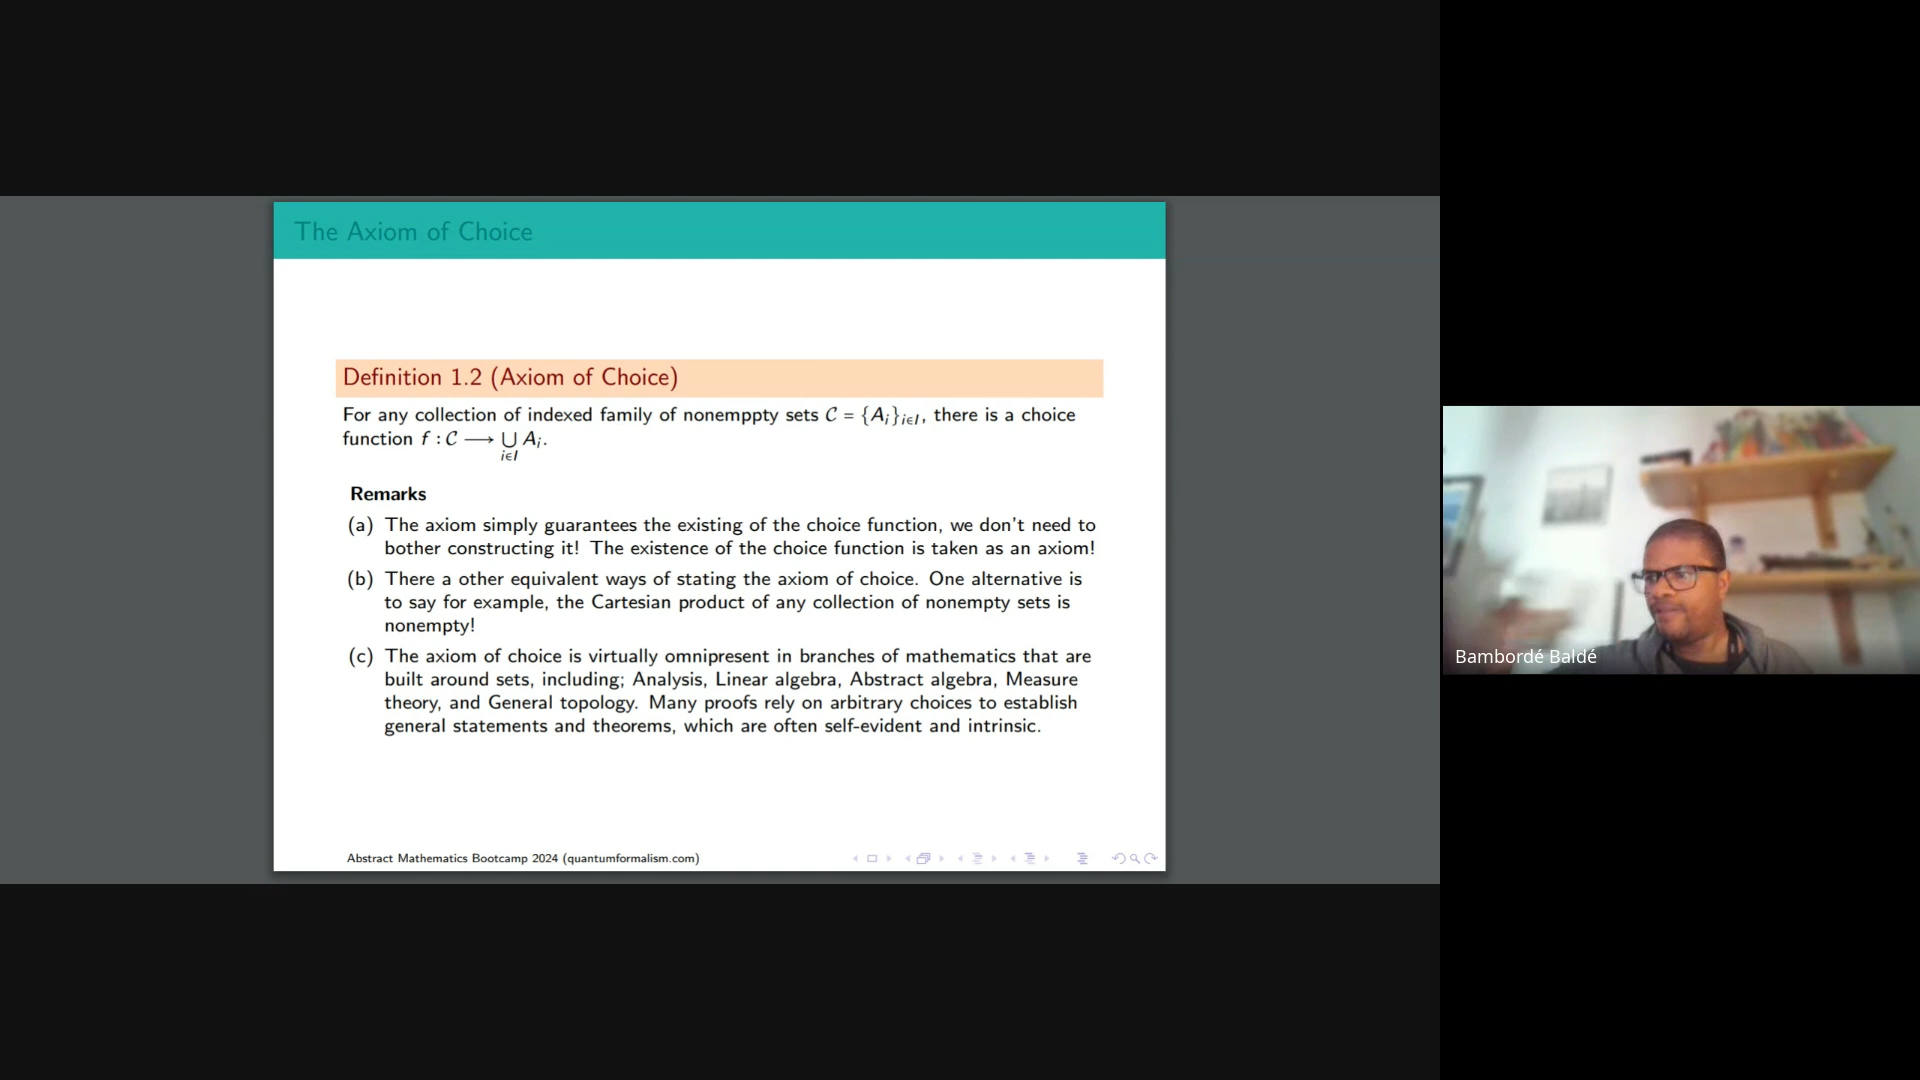 The Axiom of Choice
Definition 1.2 (Axiom of Choice)
For any collection of indexed family of nonemppty sets 𝒞 = {Aᵢ}ᵢ∈I, there is a choice
function f : 𝒞 ⟶ ⋃ Aᵢ.
i∈I
Remarks
(a) The axiom simply guarantees the existing of the choice function, we don't need to
bother constructing it! The existence of the choice function is taken as an axiom!
(b) There a other equivalent ways of stating the axiom of choice. One alternative is
to say for example, the Cartesian product of any collection of nonempty sets is
nonempty!
(c) The axiom of choice is virtually omnipresent in branches of mathematics that are
built around sets, including; Analysis, Linear algebra, Abstract algebra, Measure
theory, and General topology. Many proofs rely on arbitrary choices to establish
general statements and theorems, which are often self-evident and intrinsic.
Abstract Mathematics Bootcamp 2024 (quantumformalism.com)
Bambordé Baldé